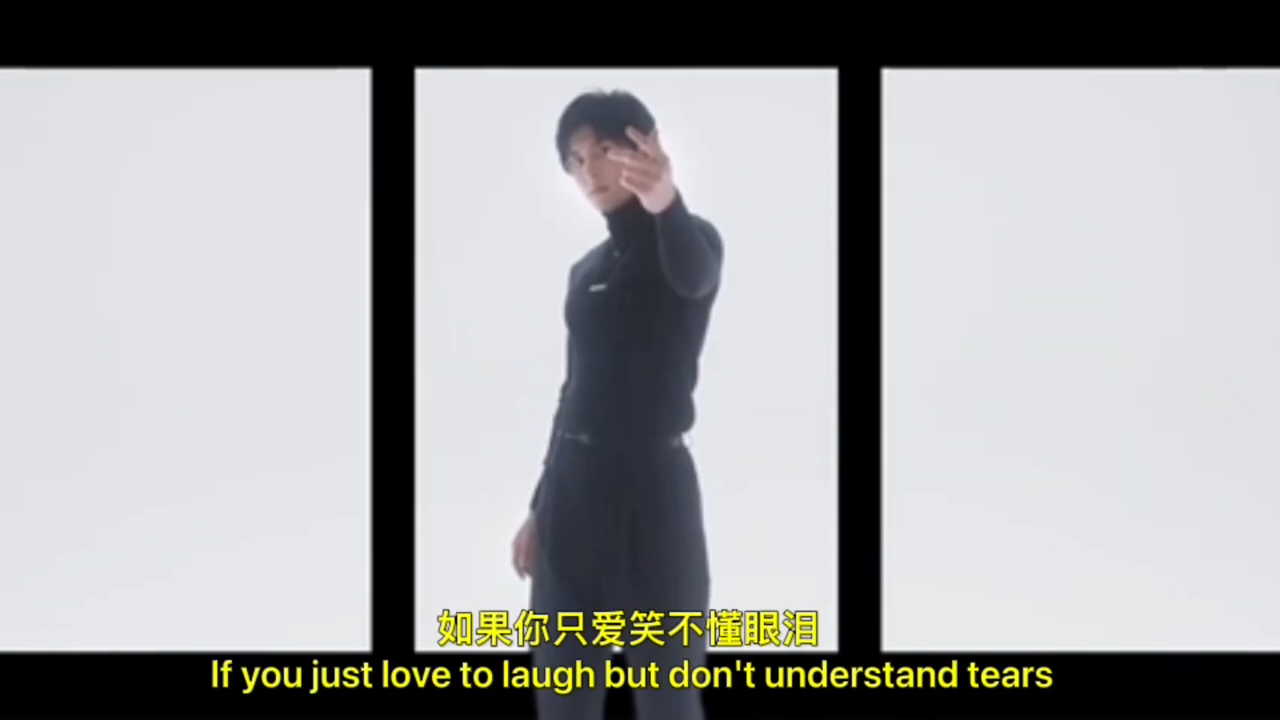 如果你只爱笑不懂眼泪
If you just love to laugh but don't understand tears